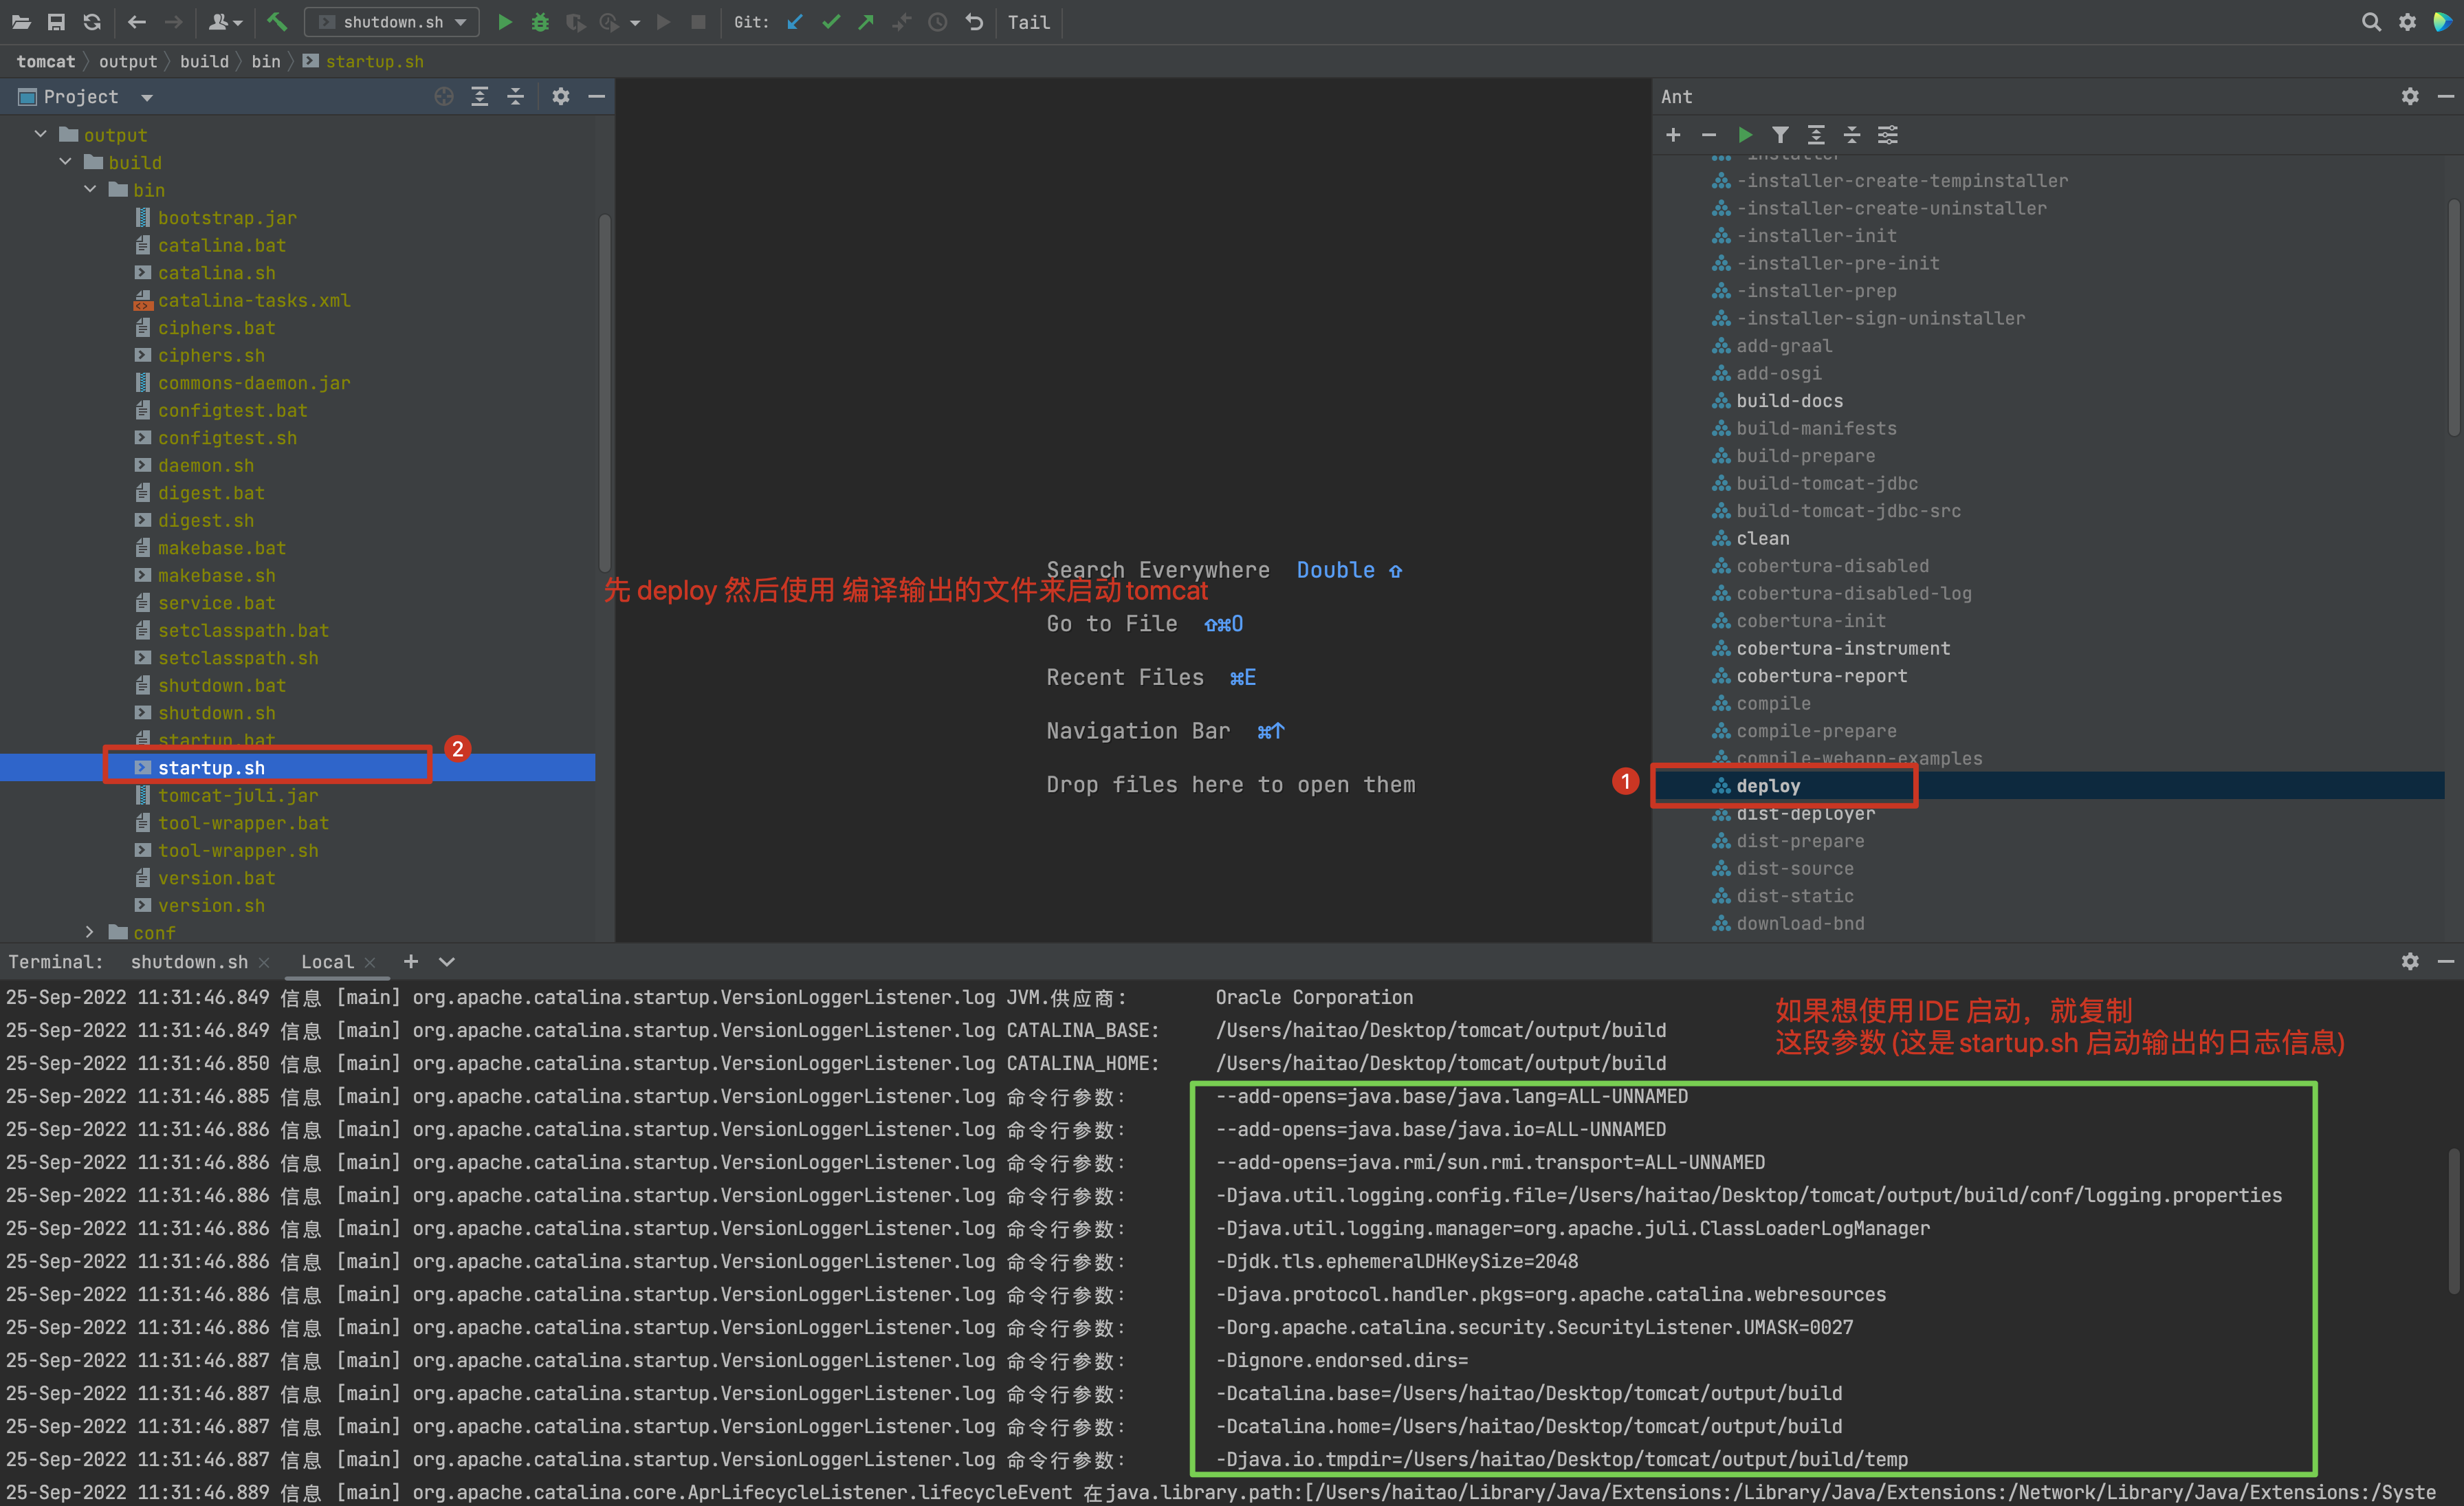 shutdown.sh Git: Tail
tomcat output build bin startup.sh
Project
output
build
bin
bootstrap.jar
catalina.bat
catalina.sh
catalina-tasks.xml
ciphers.bat
ciphers.sh
commons-daemon.jar
configtest.bat
configtest.sh
daemon.sh
digest.bat
digest.sh
makebase.bat
makebase.sh
service.bat
setclasspath.bat
setclasspath.sh
shutdown.bat
shutdown.sh
startup.bat
startup.sh
2
tomcat-juli.jar
tool-wrapper.bat
tool-wrapper.sh
version.bat
version.sh
conf
Search Everywhere Double ⇧
先 deploy 然后使用 编译输出的文件来启动 tomcat
Go to File ⇧⌘O
Recent Files ⌘E
Navigation Bar ⌘↑
Drop files here to open them
Ant
-installer
-installer-create-tempinstaller
-installer-create-uninstaller
-installer-init
-installer-pre-init
-installer-prep
-installer-sign-uninstaller
add-graal
add-osgi
build-docs
build-manifests
build-prepare
build-tomcat-jdbc
build-tomcat-jdbc-src
clean
cobertura-disabled
cobertura-disabled-log
cobertura-init
cobertura-instrument
cobertura-report
compile
compile-prepare
compile-webapp-examples
1
deploy
dist-deployer
dist-prepare
dist-source
dist-static
download-bnd
Terminal: shutdown.sh Local
25-Sep-2022 11:31:46.849 信息 [main] org.apache.catalina.startup.VersionLoggerListener.log JVM.供应商: Oracle Corporation
25-Sep-2022 11:31:46.849 信息 [main] org.apache.catalina.startup.VersionLoggerListener.log CATALINA_BASE: /Users/haitao/Desktop/tomcat/output/build
25-Sep-2022 11:31:46.850 信息 [main] org.apache.catalina.startup.VersionLoggerListener.log CATALINA_HOME: /Users/haitao/Desktop/tomcat/output/build
如果想使用 IDE 启动，就复制
这段参数 (这是 startup.sh 启动输出的日志信息)
25-Sep-2022 11:31:46.885 信息 [main] org.apache.catalina.startup.VersionLoggerListener.log 命令行参数: --add-opens=java.base/java.lang=ALL-UNNAMED
25-Sep-2022 11:31:46.886 信息 [main] org.apache.catalina.startup.VersionLoggerListener.log 命令行参数: --add-opens=java.base/java.io=ALL-UNNAMED
25-Sep-2022 11:31:46.886 信息 [main] org.apache.catalina.startup.VersionLoggerListener.log 命令行参数: --add-opens=java.rmi/sun.rmi.transport=ALL-UNNAMED
25-Sep-2022 11:31:46.886 信息 [main] org.apache.catalina.startup.VersionLoggerListener.log 命令行参数: -Djava.util.logging.config.file=/Users/haitao/Desktop/tomcat/output/build/conf/logging.properties
25-Sep-2022 11:31:46.886 信息 [main] org.apache.catalina.startup.VersionLoggerListener.log 命令行参数: -Djava.util.logging.manager=org.apache.juli.ClassLoaderLogManager
25-Sep-2022 11:31:46.886 信息 [main] org.apache.catalina.startup.VersionLoggerListener.log 命令行参数: -Djdk.tls.ephemeralDHKeySize=2048
25-Sep-2022 11:31:46.886 信息 [main] org.apache.catalina.startup.VersionLoggerListener.log 命令行参数: -Djava.protocol.handler.pkgs=org.apache.catalina.webresources
25-Sep-2022 11:31:46.886 信息 [main] org.apache.catalina.startup.VersionLoggerListener.log 命令行参数: -Dorg.apache.catalina.security.SecurityListener.UMASK=0027
25-Sep-2022 11:31:46.887 信息 [main] org.apache.catalina.startup.VersionLoggerListener.log 命令行参数: -Dignore.endorsed.dirs=
25-Sep-2022 11:31:46.887 信息 [main] org.apache.catalina.startup.VersionLoggerListener.log 命令行参数: -Dcatalina.base=/Users/haitao/Desktop/tomcat/output/build
25-Sep-2022 11:31:46.887 信息 [main] org.apache.catalina.startup.VersionLoggerListener.log 命令行参数: -Dcatalina.home=/Users/haitao/Desktop/tomcat/output/build
25-Sep-2022 11:31:46.887 信息 [main] org.apache.catalina.startup.VersionLoggerListener.log 命令行参数: -Djava.io.tmpdir=/Users/haitao/Desktop/tomcat/output/build/temp
25-Sep-2022 11:31:46.889 信息 [main] org.apache.catalina.core.AprLifecycleListener.lifecycleEvent 在java.library.path:[/Users/haitao/Library/Java/Extensions:/Library/Java/Extensions:/Network/Library/Java/Extensions:/Syste